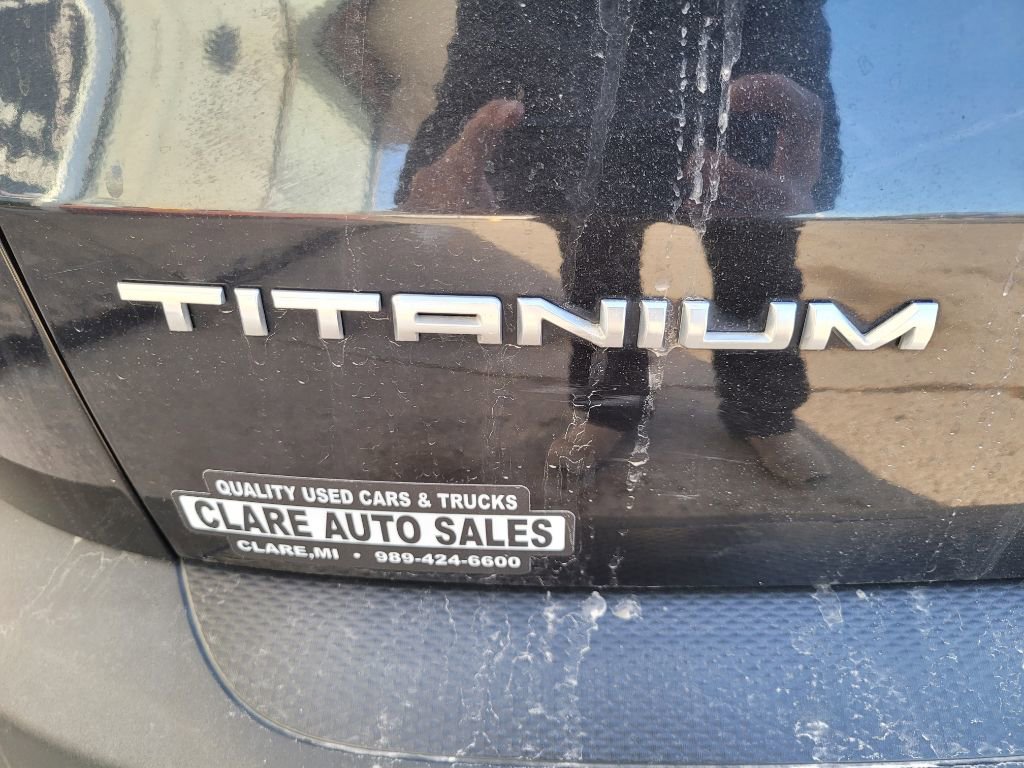 TITANIUM
QUALITY USED CARS & TRUCKS
CLARE AUTO SALES
CLARE,MI • 989-424-6600